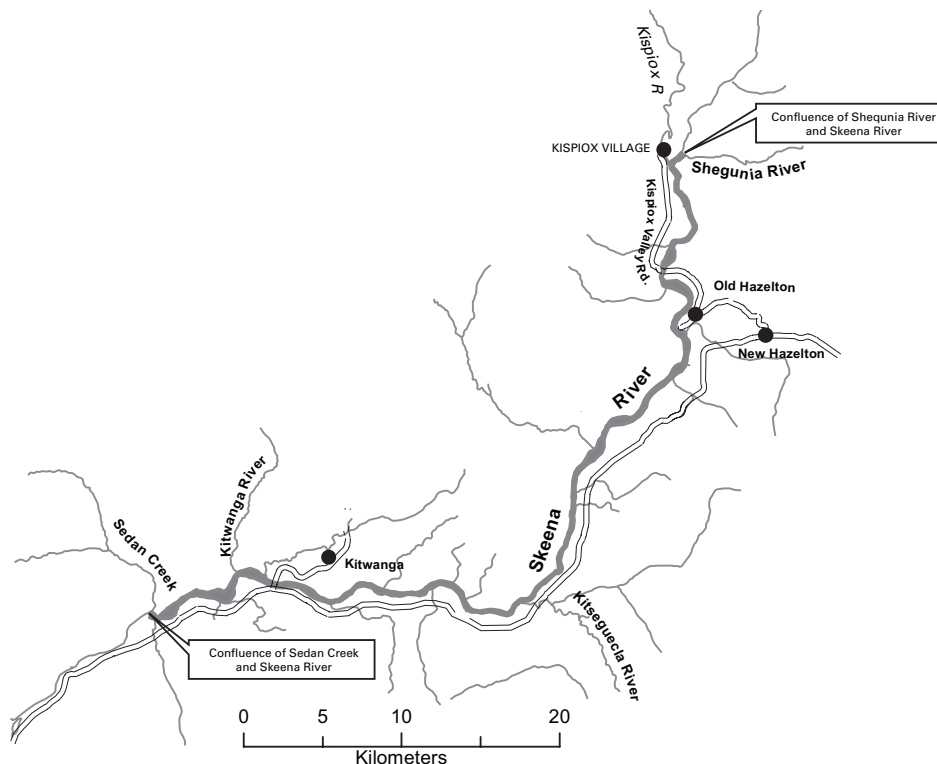 Kispiox R
Confluence of Shequnia River
and Skeena River
KISPIOX VILLAGE
Shegunia River
Kispiox Valley Rd.
Old Hazelton
New Hazelton
River
Skeena
Kitwanga River
Sedan Creek
Kitwanga
Kitseguecla River
Confluence of Sedan Creek
and Skeena River
0 5 10 20
Kilometers